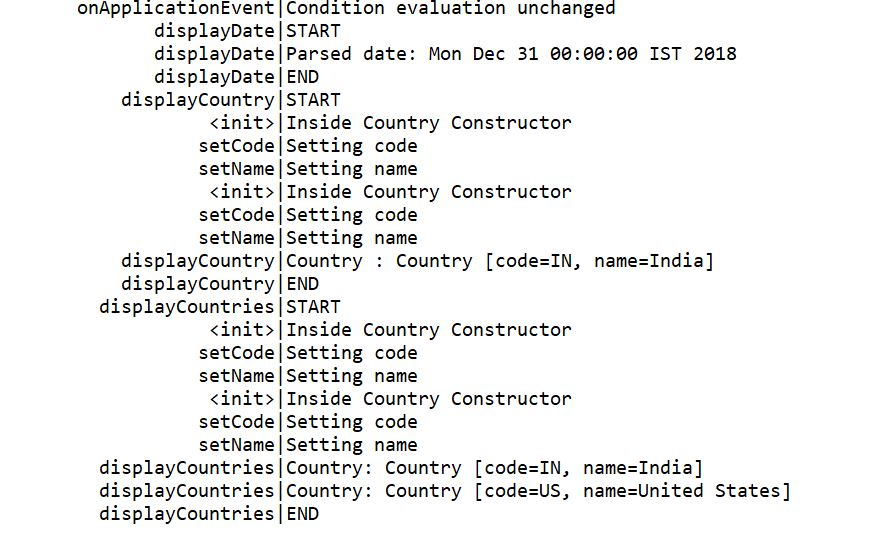 onApplicationEvent|Condition evaluation unchanged
displayDate|START
displayDate|Parsed date: Mon Dec 31 00:00:00 IST 2018
displayDate|END
displayCountry|START
<init>|Inside Country Constructor
setCode|Setting code
setName|Setting name
<init>|Inside Country Constructor
setCode|Setting code
setName|Setting name
displayCountry|Country : Country [code=IN, name=India]
displayCountry|END
displayCountries|START
<init>|Inside Country Constructor
setCode|Setting code
setName|Setting name
<init>|Inside Country Constructor
setCode|Setting code
setName|Setting name
displayCountries|Country: Country [code=IN, name=India]
displayCountries|Country: Country [code=US, name=United States]
displayCountries|END